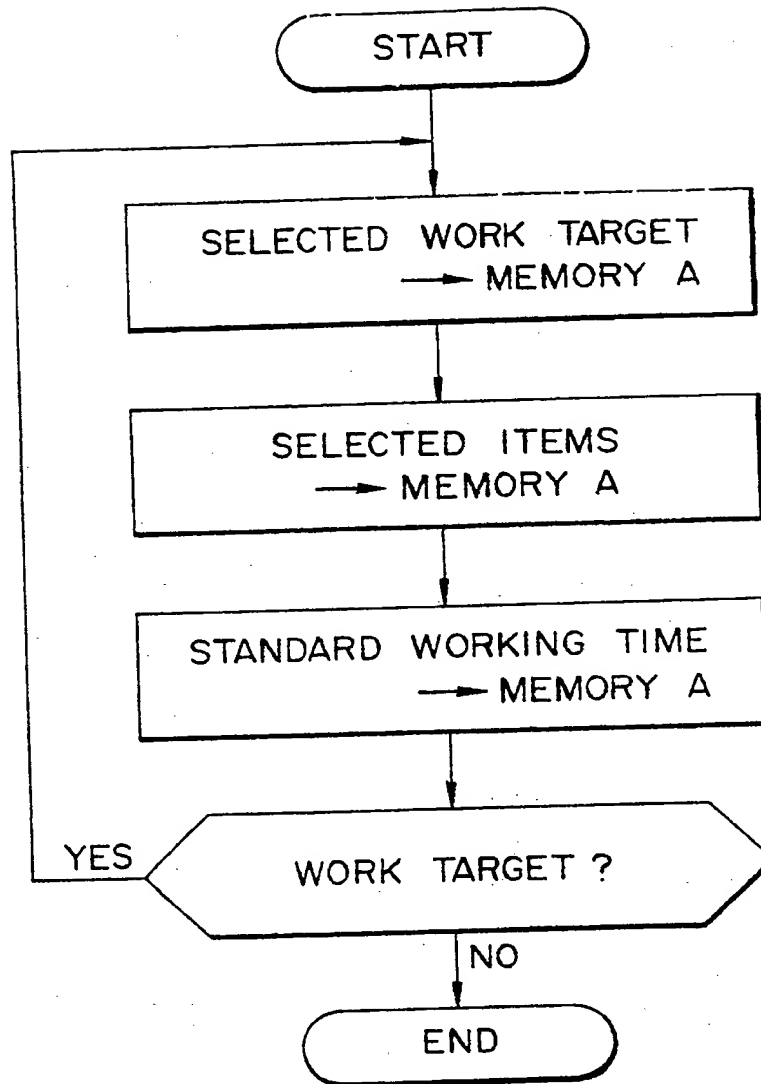 START
SELECTED WORK TARGET
→ MEMORY A
SELECTED ITEMS
→ MEMORY A
STANDARD WORKING TIME
→ MEMORY A
YES
WORK TARGET ?
NO
END